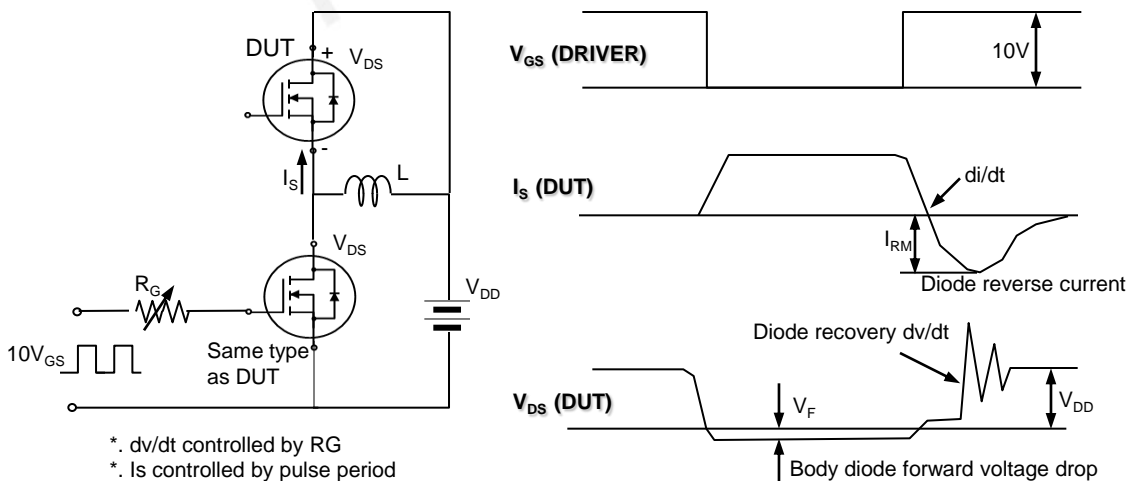 DUT
+
V_DS
-
I_S
L
V_DS
R_G
V_DD
10V_GS
Same type
as DUT
*. dv/dt controlled by RG
*. Is controlled by pulse period
V_GS (DRIVER)
10V
I_S (DUT)
di/dt
I_RM
Diode reverse current
Diode recovery dv/dt
V_DS (DUT)
V_F
V_DD
Body diode forward voltage drop